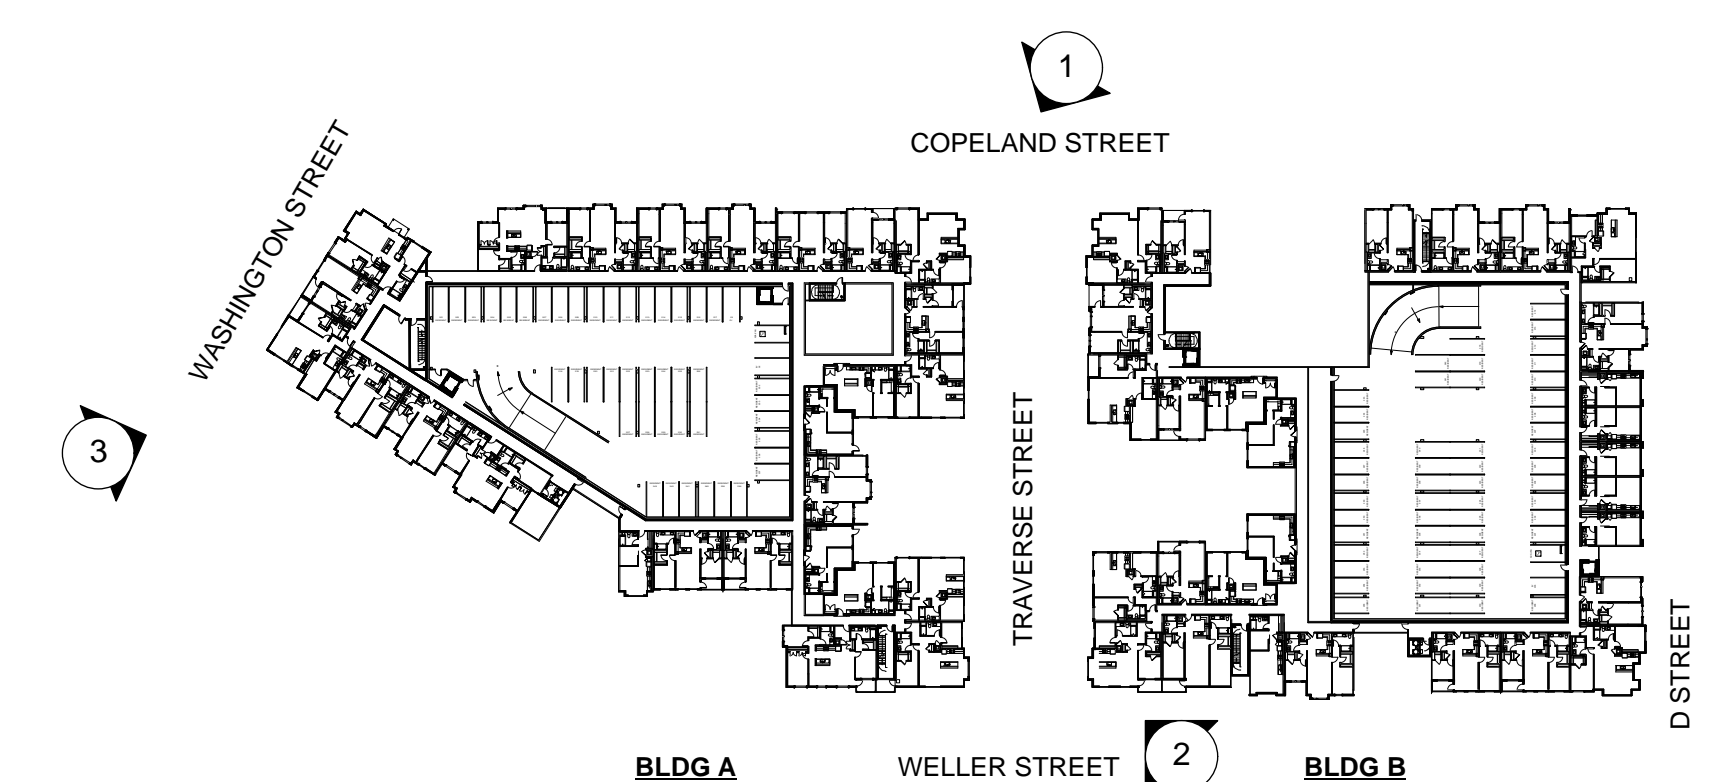 1
COPELAND STREET
WASHINGTON STREET
3
TRAVERSE STREET
D STREET
2
BLDG A
WELLER STREET
BLDG B